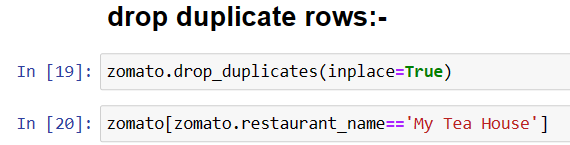 drop duplicate rows:-
In [19]: zomato.drop_duplicates(inplace=True)
In [20]: zomato[zomato.restaurant_name=='My Tea House']